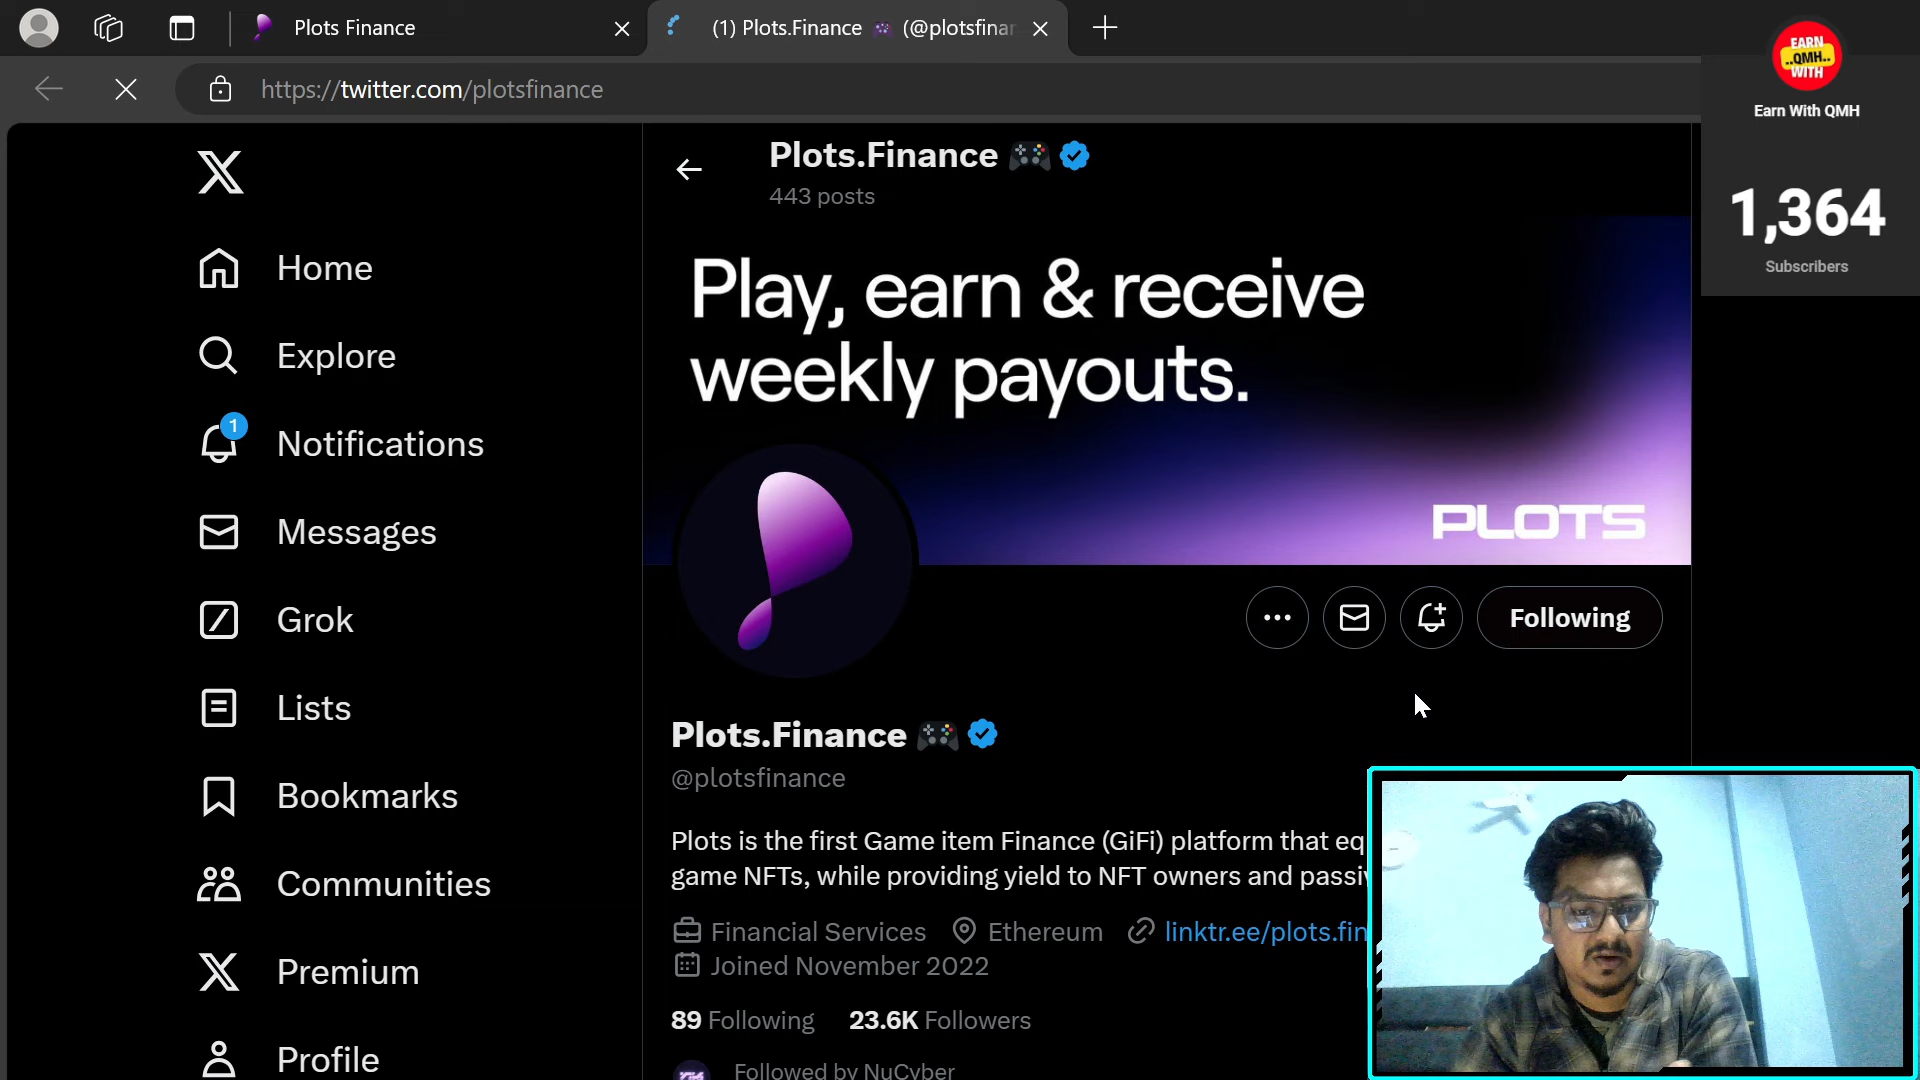 Plots Finance
(1) Plots.Finance 🎮 (@plotsfinan
https://twitter.com/plotsfinance
EARN
..QMH..
WITH
Earn With QMH
1,364
Subscribers
Plots.Finance 🎮
443 posts
Home
Explore
1
Notifications
Messages
Grok
Lists
Bookmarks
Communities
Premium
Profile
Play, earn & receive
weekly payouts.
PLOTS
Following
Plots.Finance 🎮
@plotsfinance
Plots is the first Game item Finance (GiFi) platform that eq
game NFTs, while providing yield to NFT owners and passiv
Financial Services Ethereum linktr.ee/plots.fin
Joined November 2022
89 Following 23.6K Followers
Followed by NuCyber